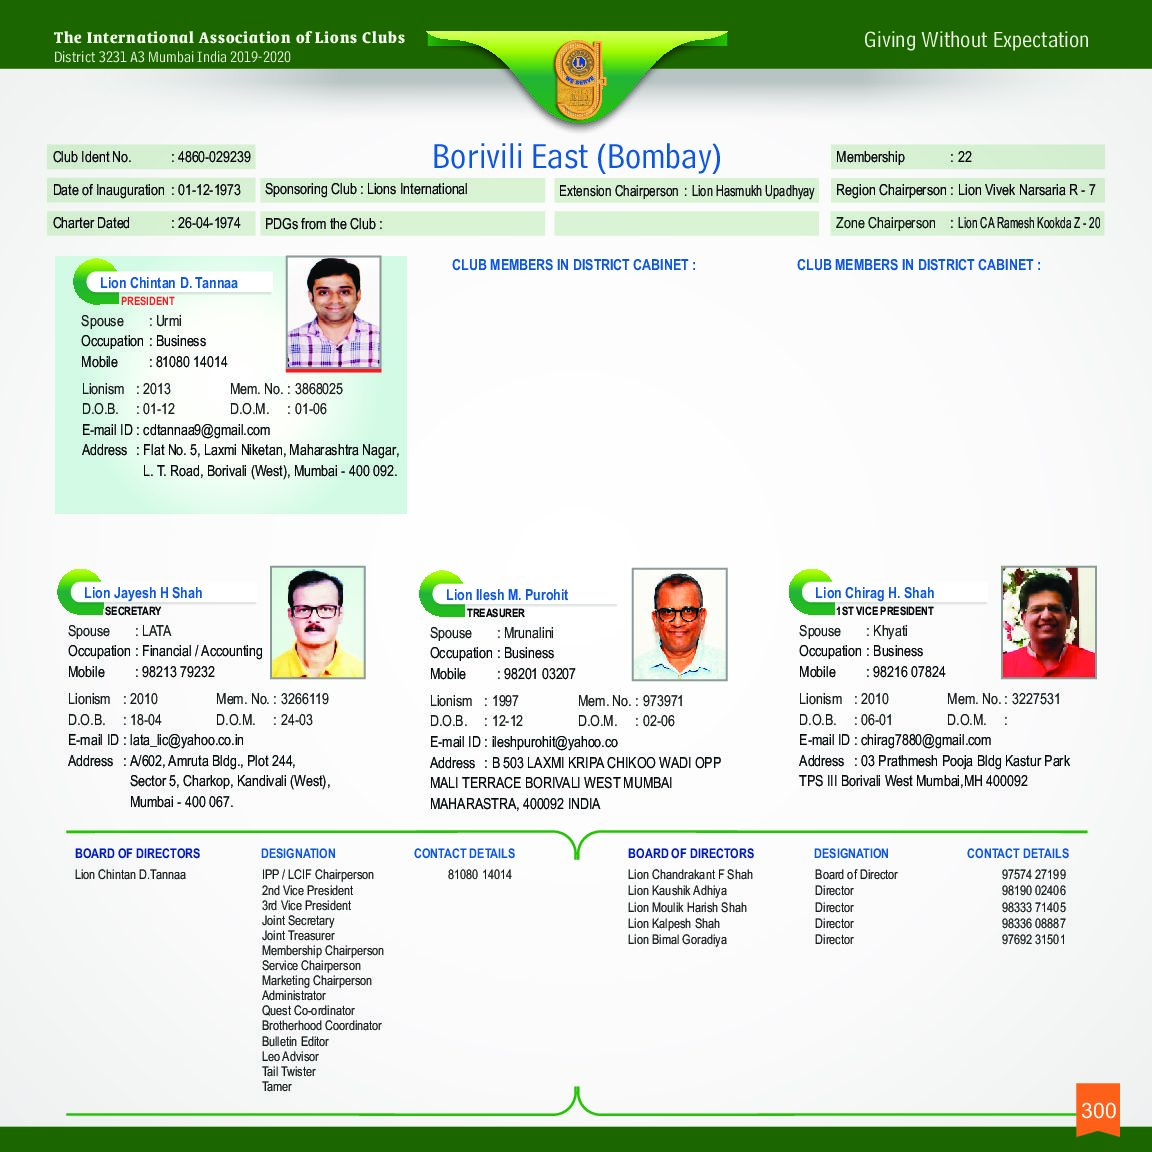 The International Association of Lions Clubs
District 3231 A3 Mumbai India 2019-2020
Giving Without Expectation
WE SERVE
Borivili East (Bombay)
Club Ident No. : 4860-029239
Membership : 22
Date of Inauguration : 01-12-1973
Sponsoring Club : Lions International
Extension Chairperson : Lion Hasmukh Upadhyay
Region Chairperson : Lion Vivek Narsaria R - 7
Charter Dated : 26-04-1974
PDGs from the Club :
Zone Chairperson : Lion CA Ramesh Kookda Z - 20
Lion Chintan D. Tannaa
PRESIDENT
Spouse : Urmi
Occupation : Business
Mobile : 81080 14014
Lionism : 2013 Mem. No. : 3868025
D.O.B. : 01-12 D.O.M. : 01-06
E-mail ID : cdtannaa9@gmail.com
Address : Flat No. 5, Laxmi Niketan, Maharashtra Nagar,
L. T. Road, Borivali (West), Mumbai - 400 092.
CLUB MEMBERS IN DISTRICT CABINET :
CLUB MEMBERS IN DISTRICT CABINET :
Lion Jayesh H Shah
SECRETARY
Spouse : LATA
Occupation : Financial / Accounting
Mobile : 98213 79232
Lionism : 2010 Mem. No. : 3266119
D.O.B. : 18-04 D.O.M. : 24-03
E-mail ID : lata_lic@yahoo.co.in
Address : A/602, Amruta Bldg., Plot 244,
Sector 5, Charkop, Kandivali (West),
Mumbai - 400 067.
Lion Ilesh M. Purohit
TREASURER
Spouse : Mrunalini
Occupation : Business
Mobile : 98201 03207
Lionism : 1997 Mem. No. : 973971
D.O.B. : 12-12 D.O.M. : 02-06
E-mail ID : ileshpurohit@yahoo.co
Address : B 503 LAXMI KRIPA CHIKOO WADI OPP
MALI TERRACE BORIVALI WEST MUMBAI
MAHARASTRA, 400092 INDIA
Lion Chirag H. Shah
1ST VICE PRESIDENT
Spouse : Khyati
Occupation : Business
Mobile : 98216 07824
Lionism : 2010 Mem. No. : 3227531
D.O.B. : 06-01 D.O.M. :
E-mail ID : chirag7880@gmail.com
Address : 03 Prathmesh Pooja Bldg Kastur Park
TPS III Borivali West Mumbai,MH 400092
BOARD OF DIRECTORS DESIGNATION CONTACT DETAILS
Lion Chintan D.Tannaa IPP / LCIF Chairperson 81080 14014
2nd Vice President
3rd Vice President
Joint Secretary
Joint Treasurer
Membership Chairperson
Service Chairperson
Marketing Chairperson
Administrator
Quest Co-ordinator
Brotherhood Coordinator
Bulletin Editor
Leo Advisor
Tail Twister
Tamer
BOARD OF DIRECTORS DESIGNATION CONTACT DETAILS
Lion Chandrakant F Shah Board of Director 97574 27199
Lion Kaushik Adhiya Director 98190 02406
Lion Moulik Harish Shah Director 98333 71405
Lion Kalpesh Shah Director 98336 08887
Lion Bimal Goradiya Director 97692 31501
300